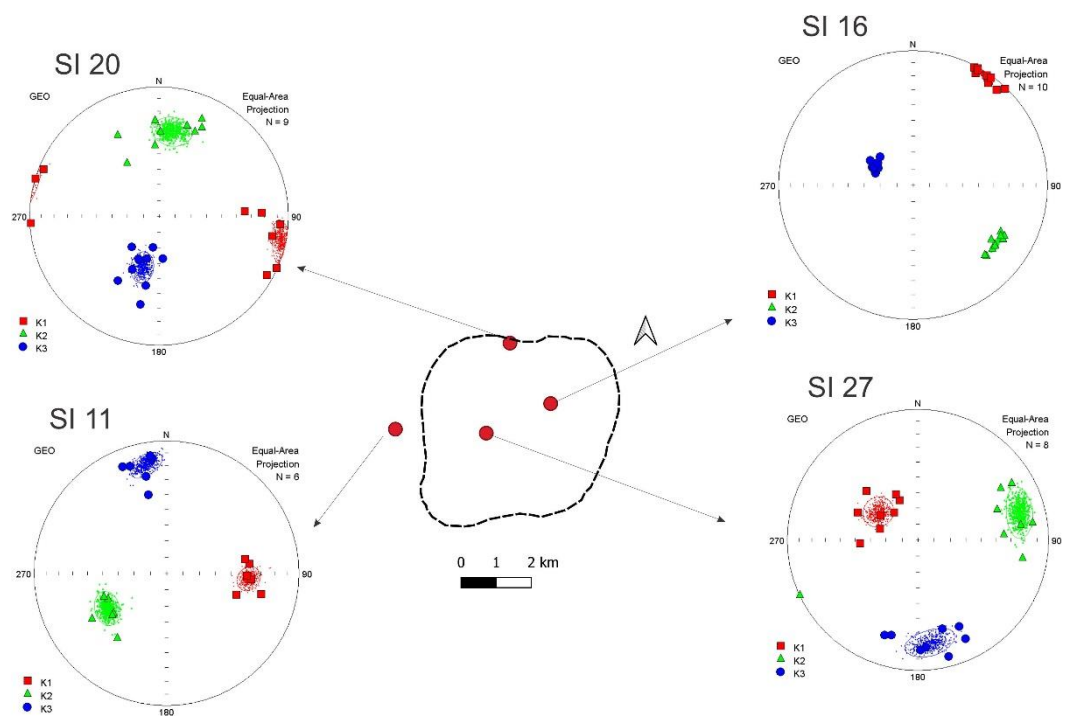 SI 20
N
GEO
Equal-Area
Projection
N = 9
270
90
180
K1
K2
K3
SI 16
N
GEO
Equal-Area
Projection
N = 10
270
90
180
K1
K2
K3
SI 11
N
GEO
Equal-Area
Projection
N = 6
270
90
180
K1
K2
K3
0 1 2 km
SI 27
N
GEO
Equal-Area
Projection
N = 8
270
90
180
K1
K2
K3